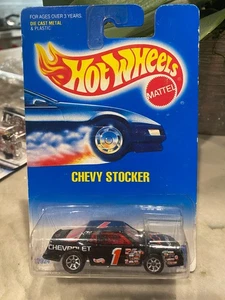 FOR AGES OVER 3 YEARS
DIE CAST METAL
& PLASTIC
Hot Wheels
MATTEL
CHEVY STOCKER
CHEVROLET
1